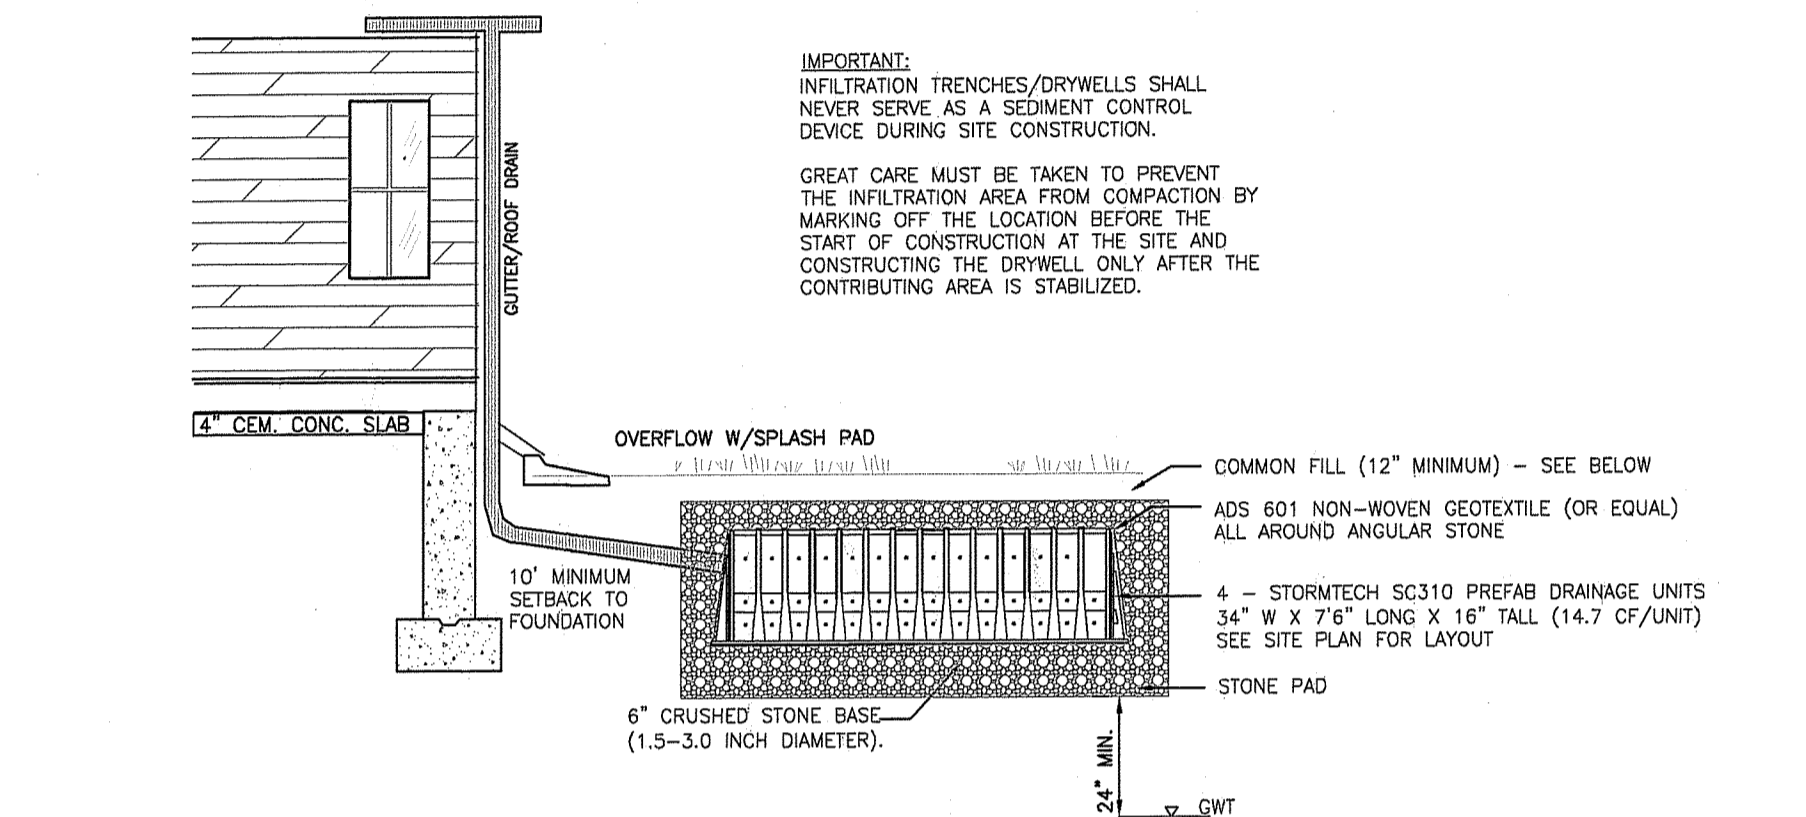 IMPORTANT:
INFILTRATION TRENCHES/DRYWELLS SHALL
NEVER SERVE AS A SEDIMENT CONTROL
DEVICE DURING SITE CONSTRUCTION.
GREAT CARE MUST BE TAKEN TO PREVENT
THE INFILTRATION AREA FROM COMPACTION BY
MARKING OFF THE LOCATION BEFORE THE
START OF CONSTRUCTION AT THE SITE AND
CONSTRUCTING THE DRYWELL ONLY AFTER THE
CONTRIBUTING AREA IS STABILIZED.
GUTTER/ROOF DRAIN
4" CEM. CONC. SLAB
OVERFLOW W/SPLASH PAD
COMMON FILL (12" MINIMUM) – SEE BELOW
ADS 601 NON-WOVEN GEOTEXTILE (OR EQUAL)
ALL AROUND ANGULAR STONE
10' MINIMUM
SETBACK TO
FOUNDATION
4 – STORMTECH SC310 PREFAB DRAINAGE UNITS
34" W X 7'6" LONG X 16" TALL (14.7 CF/UNIT)
SEE SITE PLAN FOR LAYOUT
STONE PAD
6" CRUSHED STONE BASE
(1.5–3.0 INCH DIAMETER).
24" MIN.
GWT